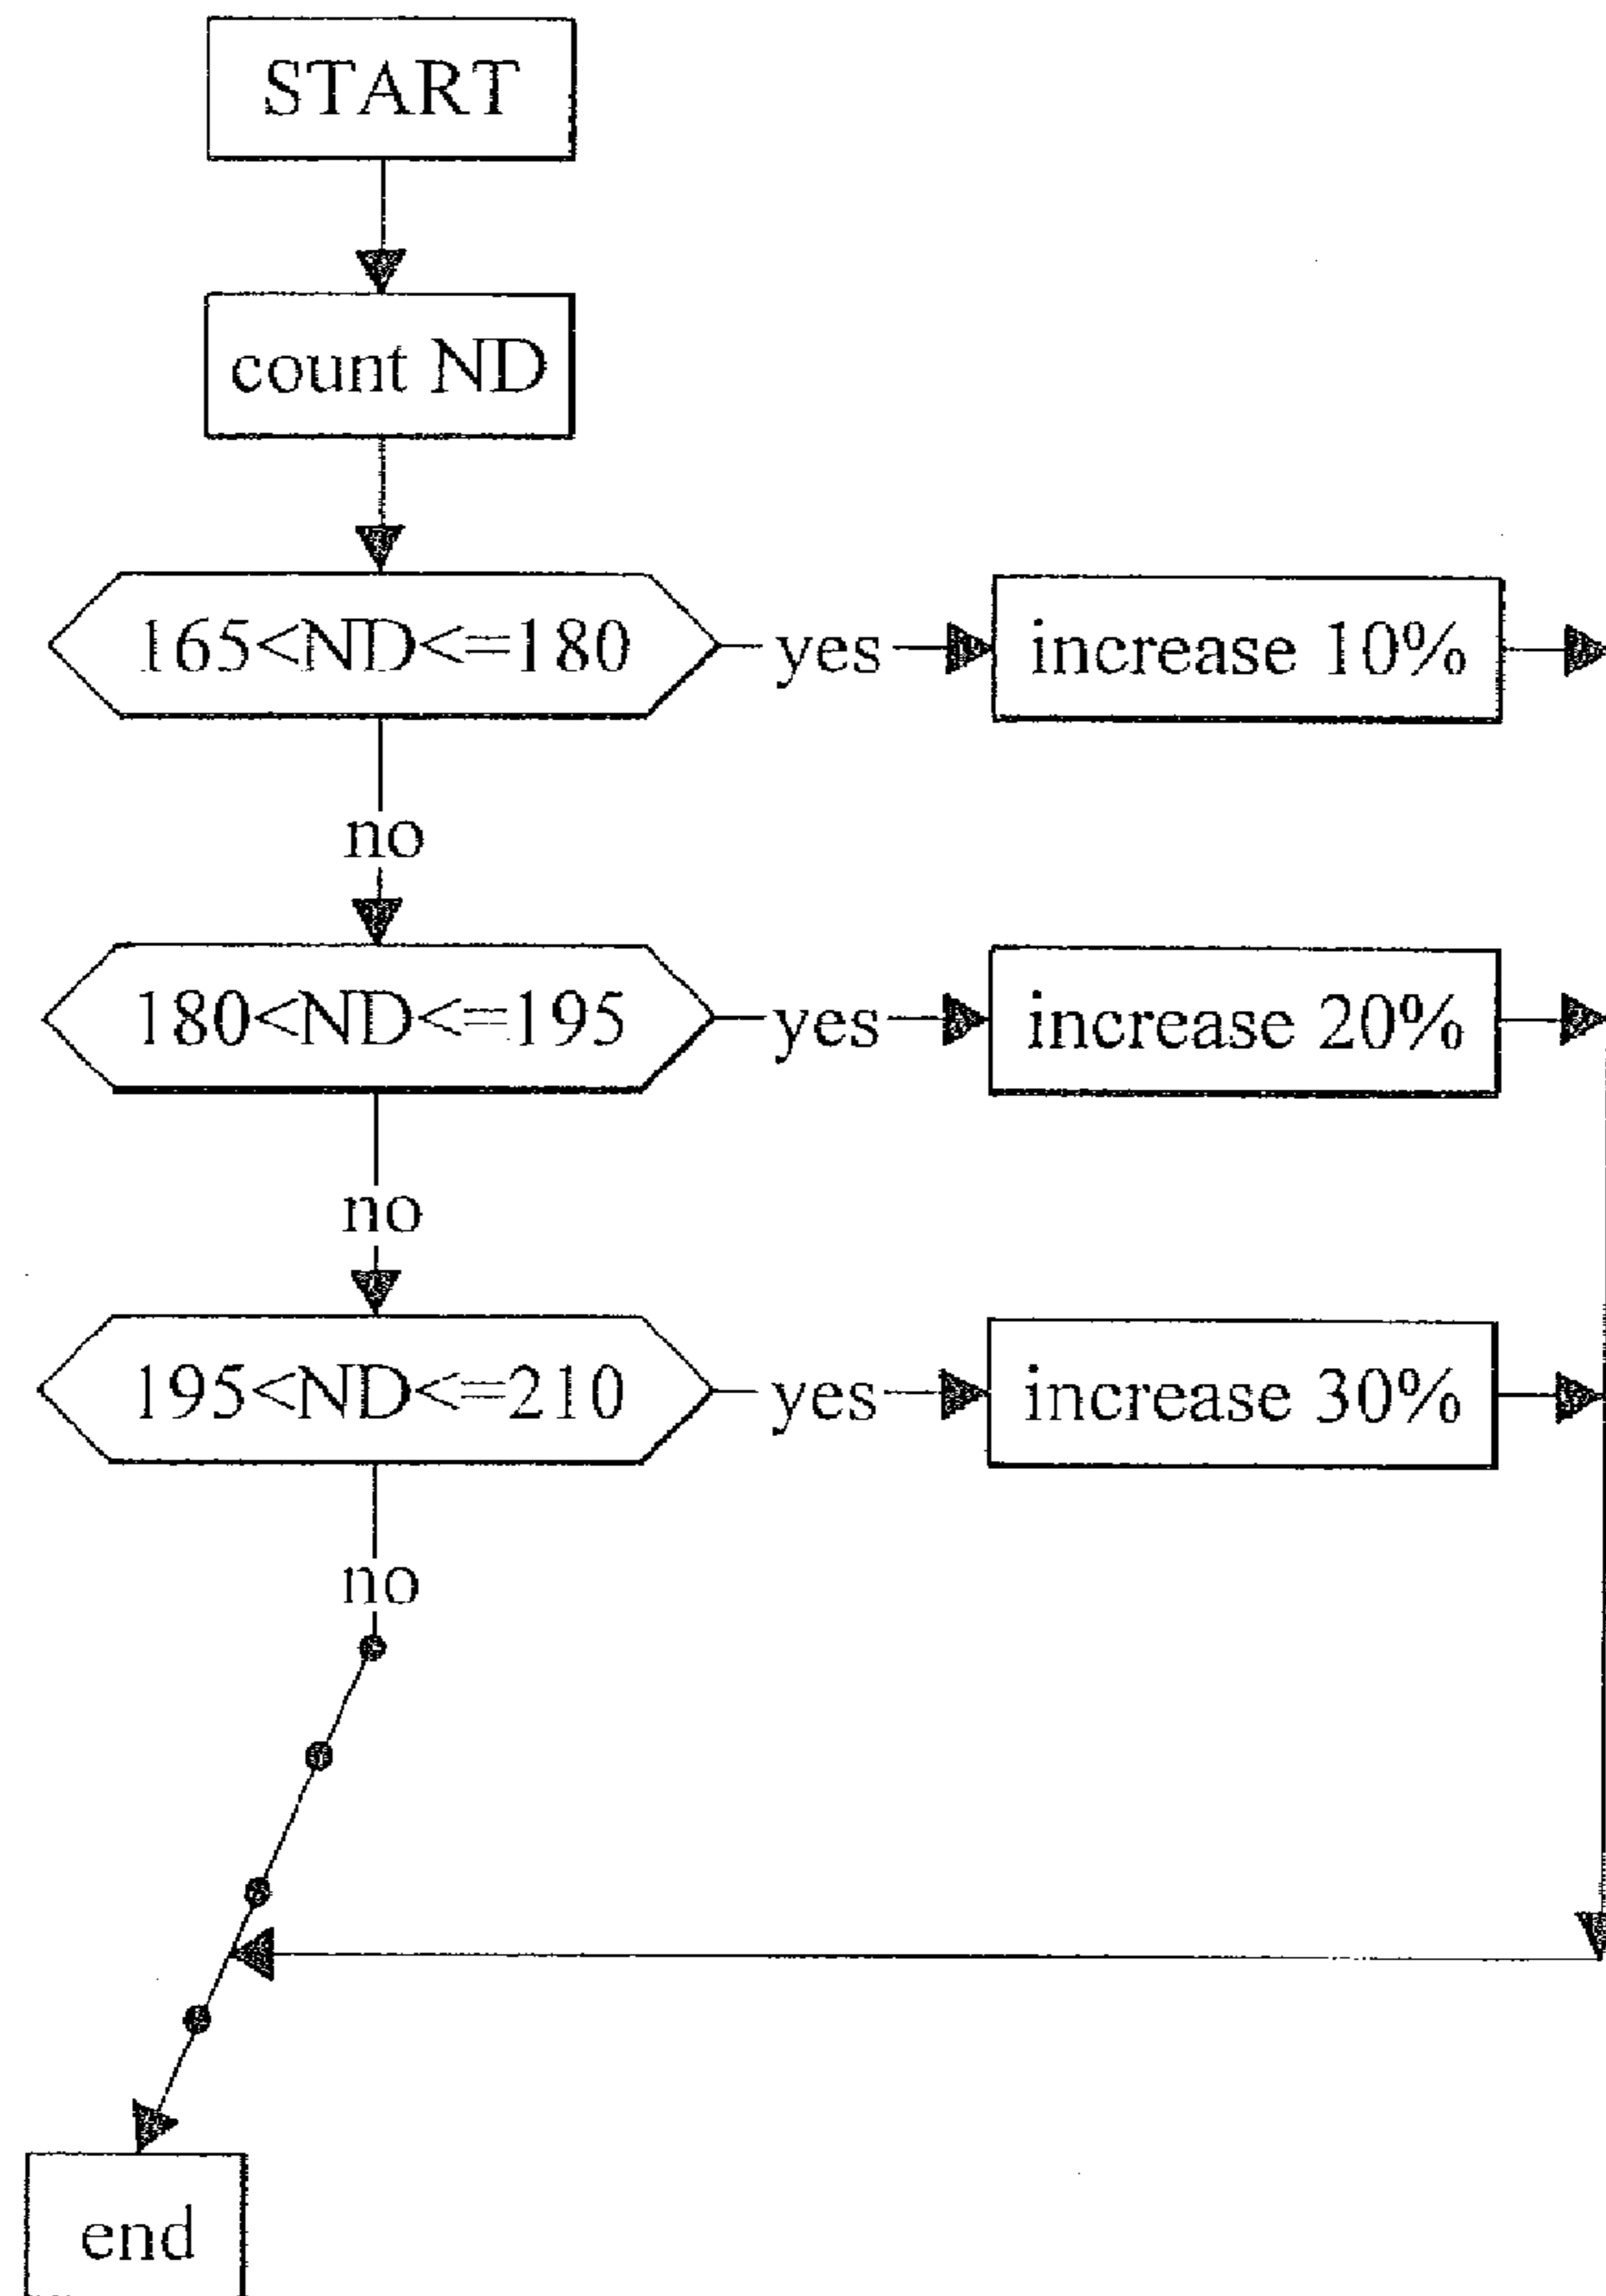 START
count ND
165<ND<=180
yes
increase 10%
no
180<ND<=195
yes
increase 20%
no
195<ND<=210
yes
increase 30%
no
end